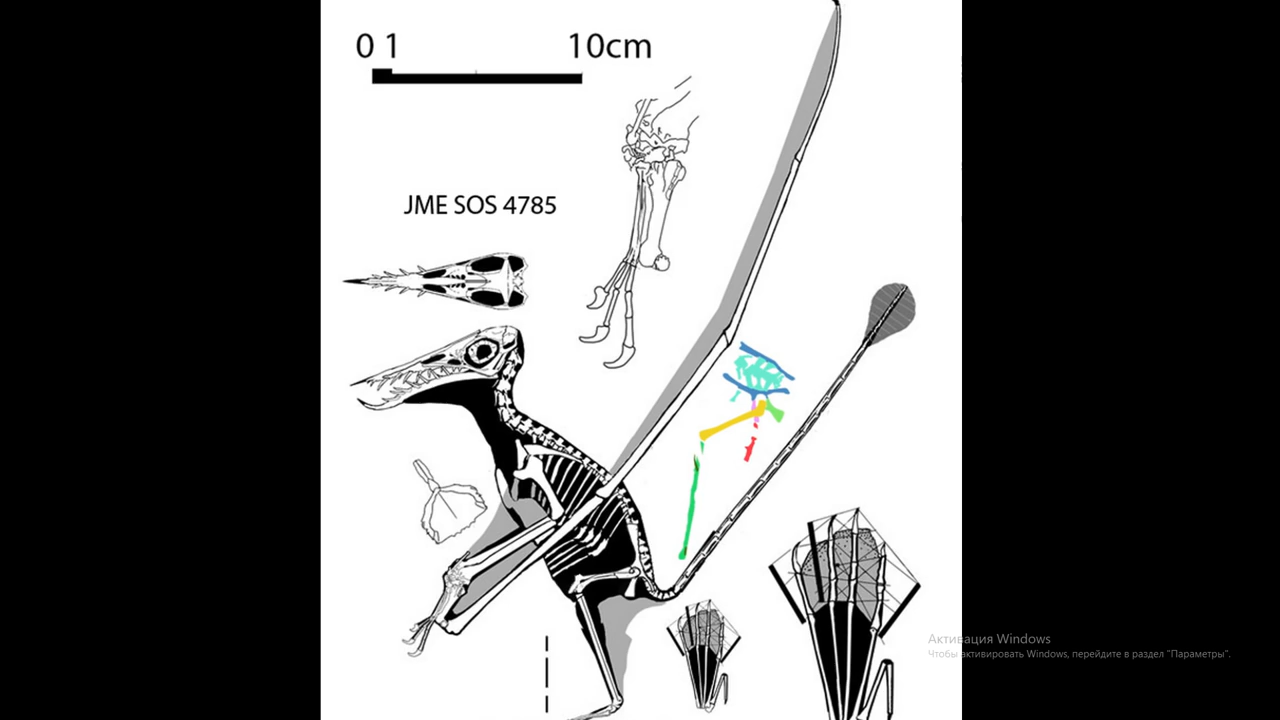 0 1 10cm
JME SOS 4785
Активация Windows
Чтобы активировать Windows, перейдите в раздел "Параметры".